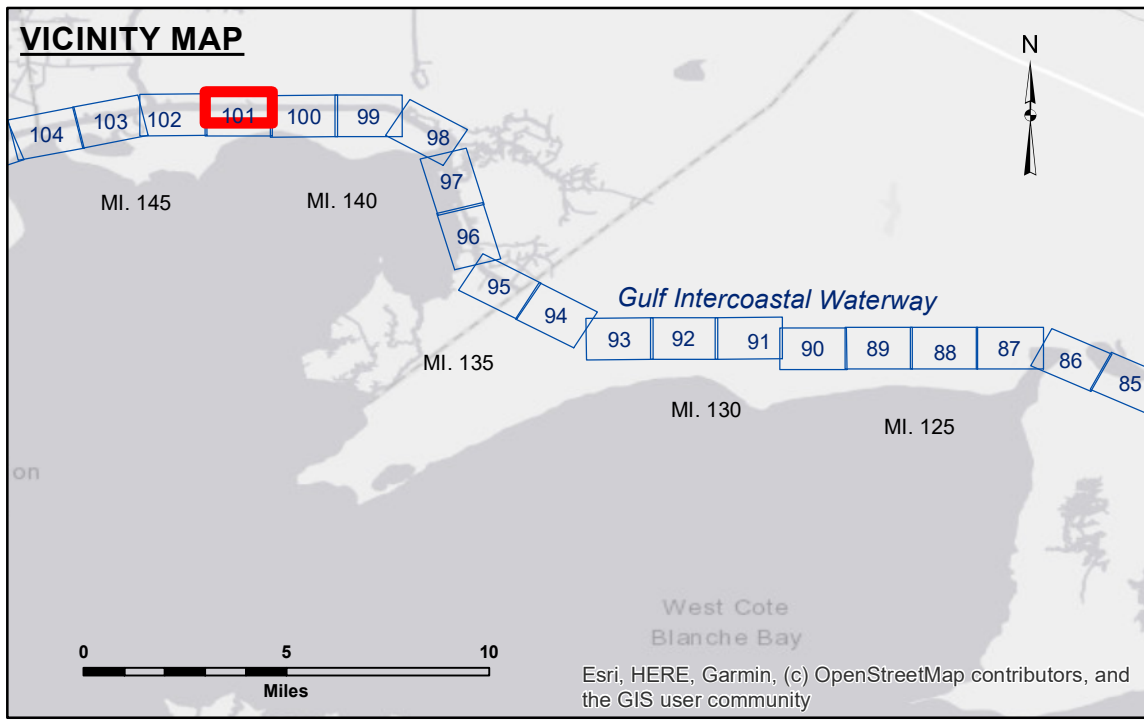 VICINITY MAP
N
104
103
102
101
100
99
98
97
96
95
94
93
92
91
90
89
88
87
86
85
MI. 145
MI. 140
MI. 135
MI. 130
MI. 125
Gulf Intercoastal Waterway
on
West Cote
Blanche Bay
0 5 10
Miles
Esri, HERE, Garmin, (c) OpenStreetMap contributors, and
the GIS user community